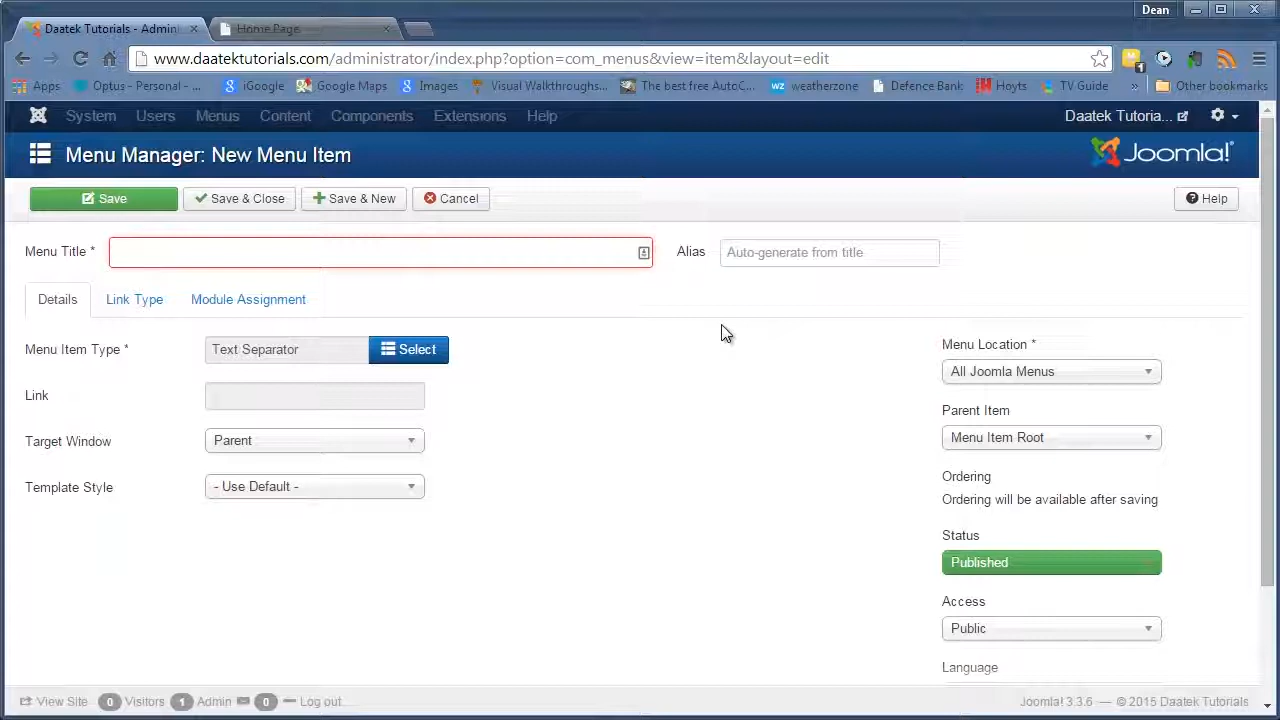 Dean
Daatek Tutorials - Admini
Home Page
www.daatektutorials.com/administrator/index.php?option=com_menus&view=item&layout=edit
Apps Optus - Personal - ... iGoogle Google Maps Images Visual Walkthroughs... The best free AutoC... wz weatherzone Defence Bank Hoyts TV Guide » Other bookmarks
System Users Menus Content Components Extensions Help Daatek Tutoria...
Menu Manager: New Menu Item Joomla!
Save Save & Close Save & New Cancel Help
Menu Title * Alias Auto-generate from title
Details Link Type Module Assignment
Menu Item Type * Text Separator Select
Link
Target Window Parent
Template Style - Use Default -
Menu Location *
All Joomla Menus
Parent Item
Menu Item Root
Ordering
Ordering will be available after saving
Status
Published
Access
Public
Language
View Site 0 Visitors 1 Admin 0 Log out Joomla! 3.3.6 — © 2015 Daatek Tutorials